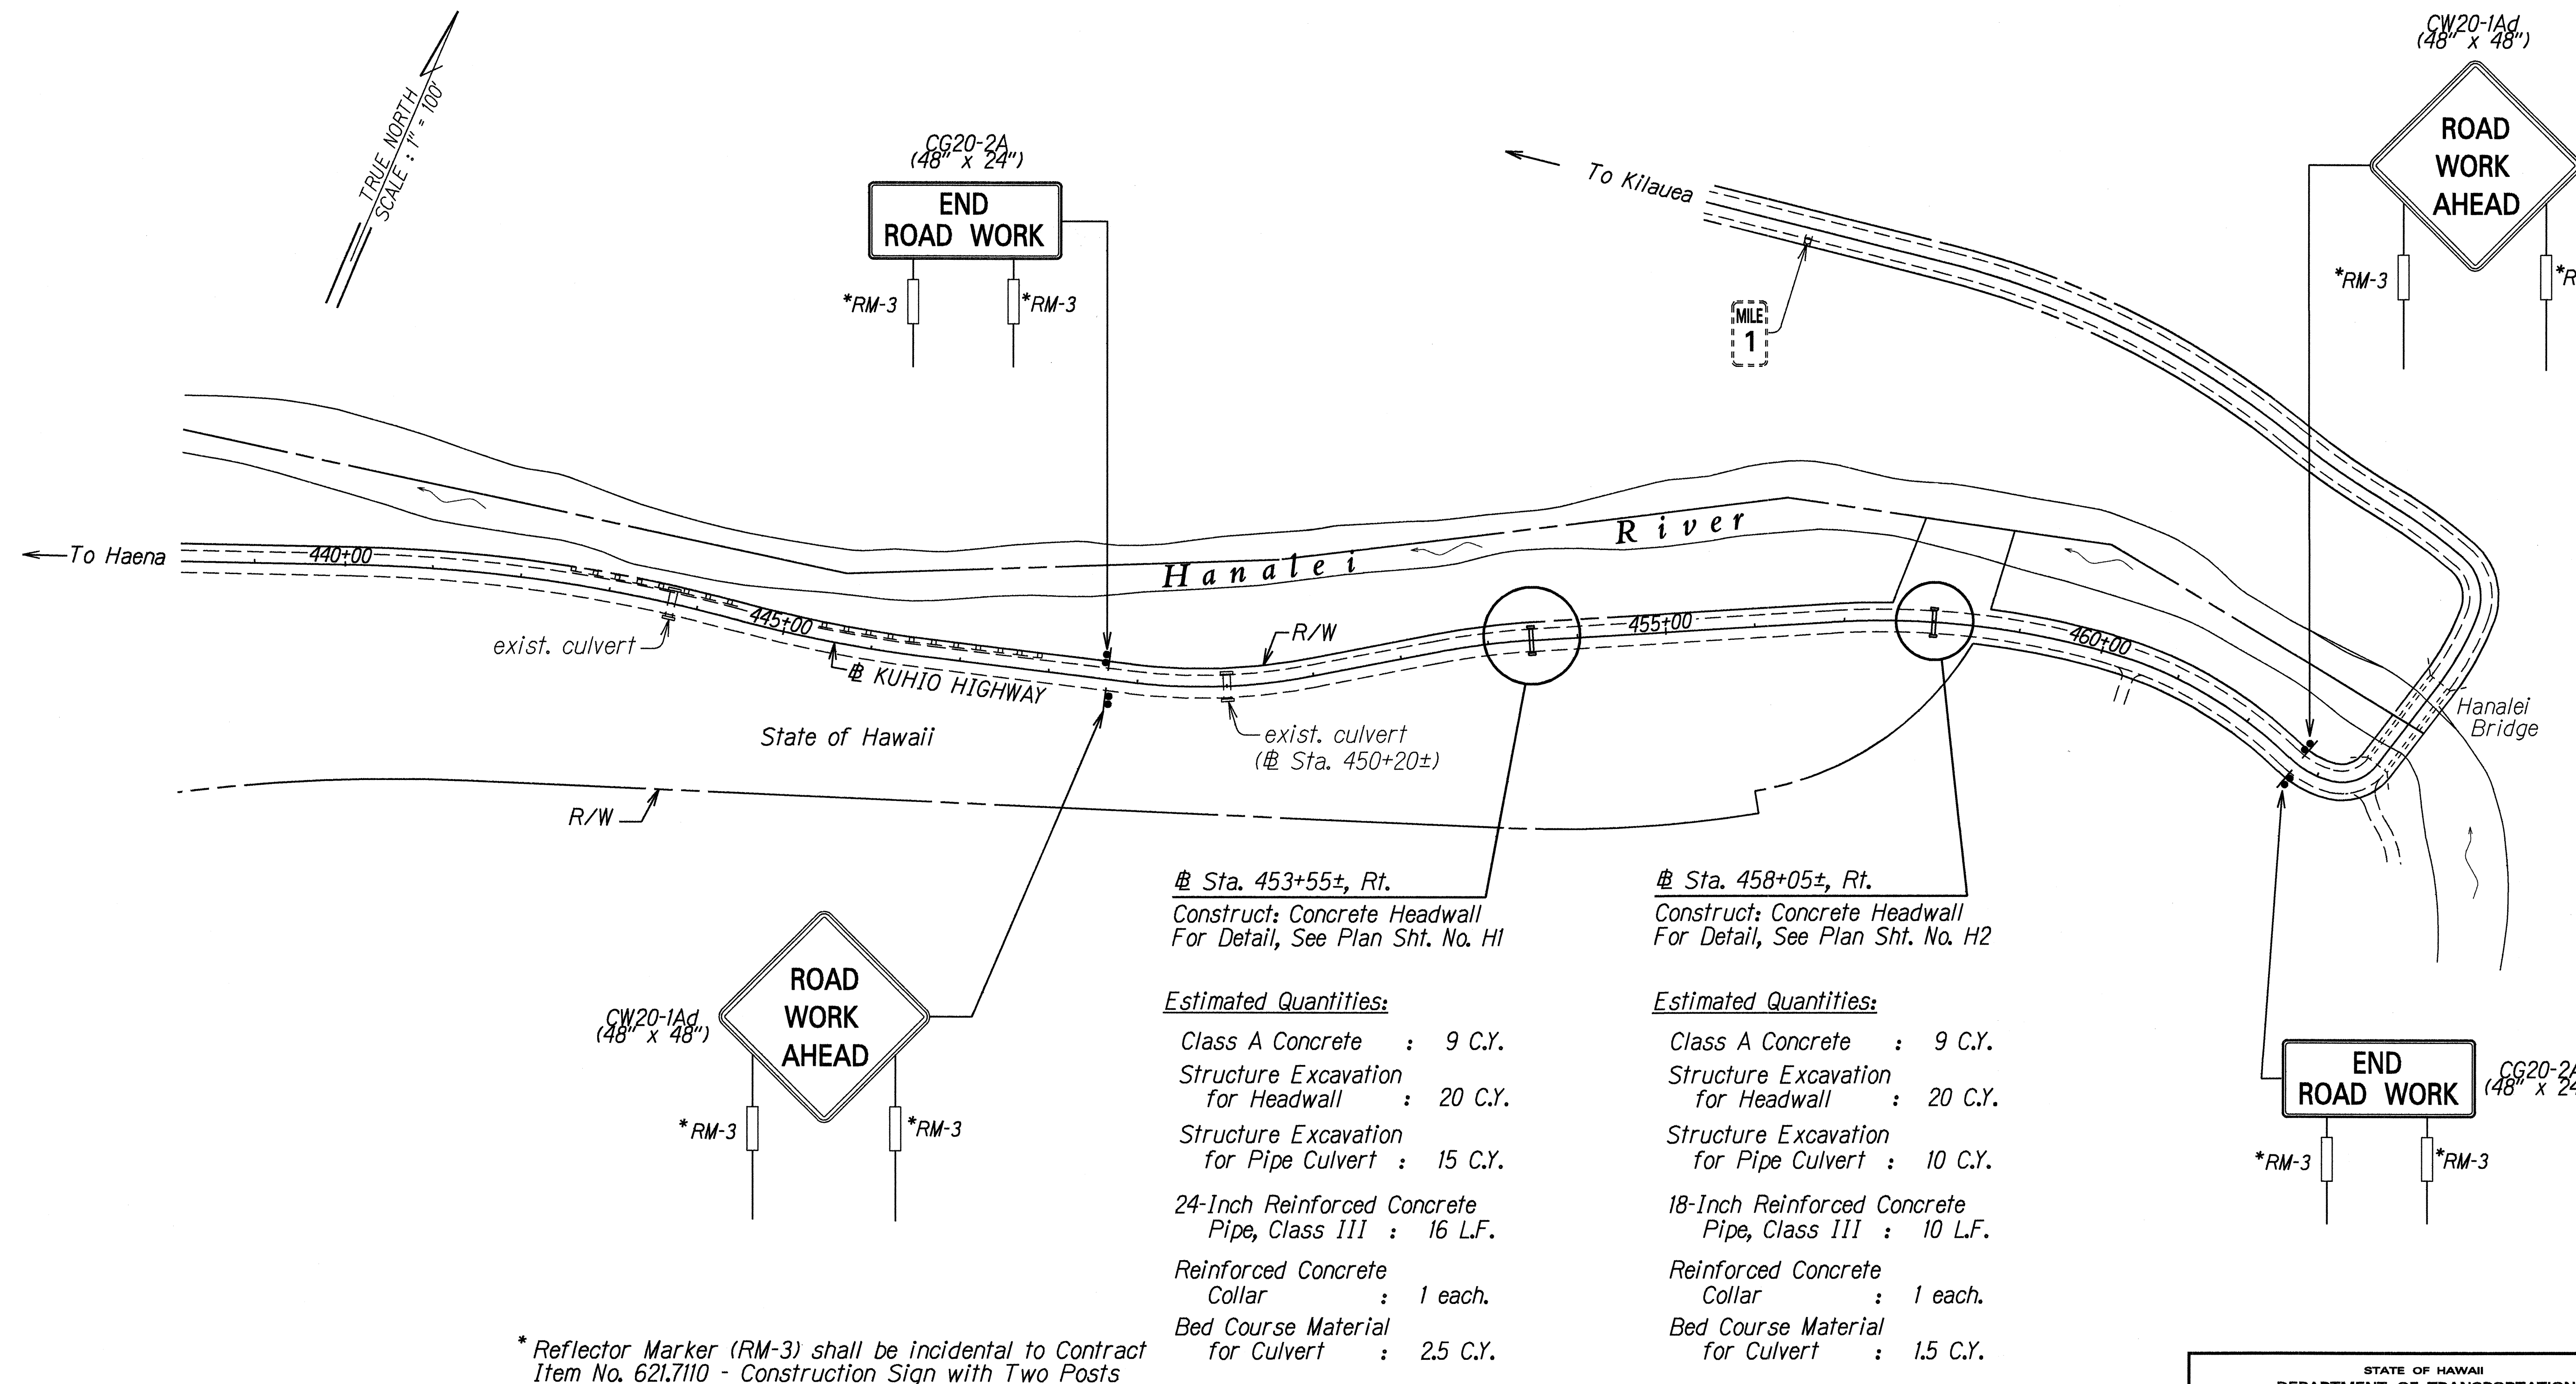 TRUE NORTH
SCALE : 1" = 100'
CG20-2A
(48" x 24")
END
ROAD WORK
*RM-3
*RM-3
To Kilauea
MILE
1
CW20-1Ad
(48" x 48")
ROAD
WORK
AHEAD
*RM-3
To Haena
440+00
exist. culvert
445+00
℄ KUHIO HIGHWAY
Hanalei River
R/W
455+00
460+00
Hanalei
Bridge
State of Hawaii
exist. culvert
(℄ Sta. 450+20±)
R/W
CW20-1Ad
(48" x 48")
ROAD
WORK
AHEAD
*RM-3
*RM-3
℄ Sta. 453+55±, Rt.
Construct: Concrete Headwall
For Detail, See Plan Sht. No. H1
Estimated Quantities:
Class A Concrete : 9 C.Y.
Structure Excavation
for Headwall : 20 C.Y.
Structure Excavation
for Pipe Culvert : 15 C.Y.
24-Inch Reinforced Concrete
Pipe, Class III : 16 L.F.
Reinforced Concrete
Collar : 1 each.
Bed Course Material
for Culvert : 2.5 C.Y.
℄ Sta. 458+05±, Rt.
Construct: Concrete Headwall
For Detail, See Plan Sht. No. H2
Estimated Quantities:
Class A Concrete : 9 C.Y.
Structure Excavation
for Headwall : 20 C.Y.
Structure Excavation
for Pipe Culvert : 10 C.Y.
18-Inch Reinforced Concrete
Pipe, Class III : 10 L.F.
Reinforced Concrete
Collar : 1 each.
Bed Course Material
for Culvert : 1.5 C.Y.
END
ROAD WORK
CG20-2A
(48" x 24
*RM-3
*RM-3
* Reflector Marker (RM-3) shall be incidental to Contract
Item No. 621.7110 - Construction Sign with Two Posts
STATE OF HAWAII
DEPARTMENT OF TRANSPORTATION